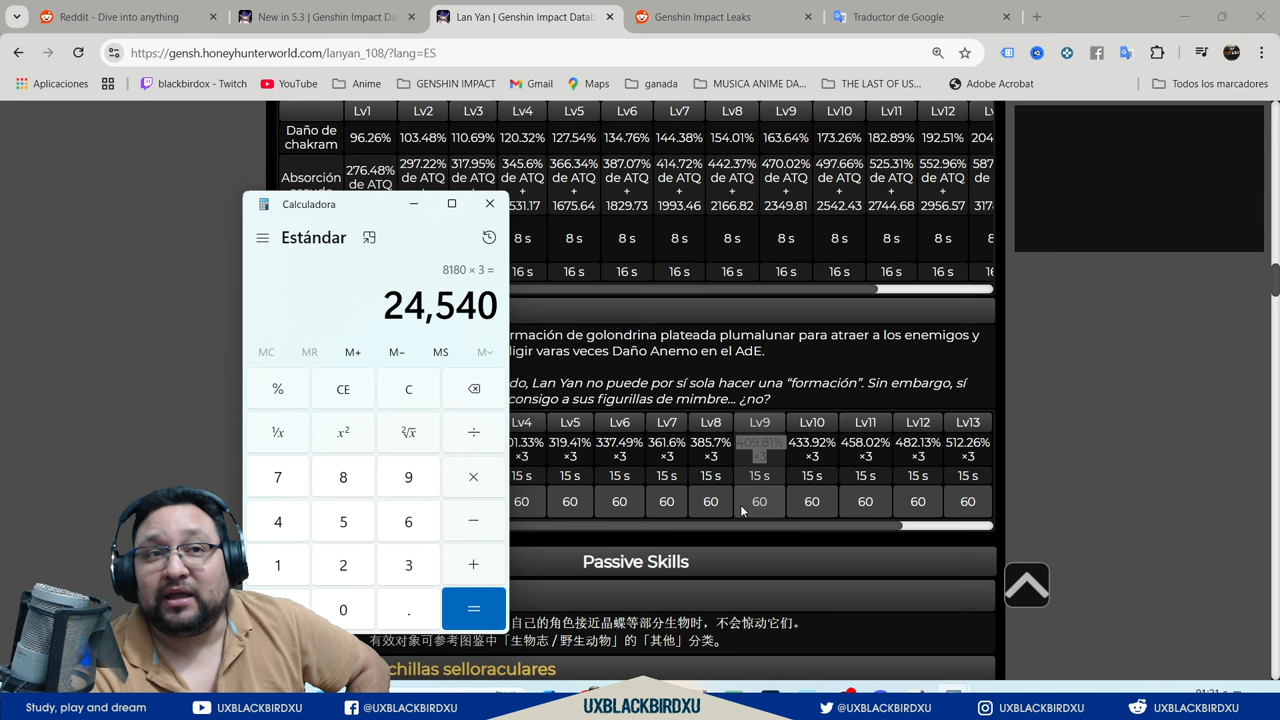 Reddit - Dive into anything
New in 5.3 | Genshin Impact Da
Lan Yan | Genshin Impact Datab
Genshin Impact Leaks
Traductor de Google
https://gensh.honeyhunterworld.com/lanyan_108/?lang=ES
Aplicaciones
blackbirdox - Twitch
YouTube
Anime
GENSHIN IMPACT
Gmail
Maps
ganada
MUSICA ANIME DA...
THE LAST OF US...
Adobe Acrobat
Todos los marcadores
Lv1 Lv2 Lv3 Lv4 Lv5 Lv6 Lv7 Lv8 Lv9 Lv10 Lv11 Lv12
Daño de chakram 96.26% 103.48% 110.69% 120.32% 127.54% 134.76% 144.38% 154.01% 163.64% 173.26% 182.89% 192.51% 204
276.48% 297.22% 317.95% 345.6% 366.34% 387.07% 414.72% 442.37% 470.02% 497.66% 525.31% 552.96% 587
Absorción de ATQ de ATQ de ATQ de ATQ de ATQ de ATQ de ATQ de ATQ de ATQ de ATQ de ATQ de ATQ
+ + + + + + + + +
531.17 1675.64 1829.73 1993.46 2166.82 2349.81 2542.43 2744.68 2956.57 317
8 s 8 s 8 s 8 s 8 s 8 s 8 s 8 s 8 s 8
16 s 16 s 16 s 16 s 16 s 16 s 16 s 16 s 16 s 16
Calculadora
Estándar
8180 × 3 =
24,540
MC MR M+ M− MS M
% CE C
¹/x x² ²√x ÷
7 8 9 ×
4 5 6 −
1 2 3 +
0 . =
rmación de golondrina plateada plumalunar para atraer a los enemigos y
ligir varas veces Daño Anemo en el AdE.
do, Lan Yan no puede por sí sola hacer una “formación”. Sin embargo, sí
consigo a sus figurillas de mimbre... ¿no?
Lv4 Lv5 Lv6 Lv7 Lv8 Lv9 Lv10 Lv11 Lv12 Lv13
01.33% 319.41% 337.49% 361.6% 385.7% 409.81% 433.92% 458.02% 482.13% 512.26%
×3 ×3 ×3 ×3 ×3 ×3 ×3 ×3 ×3 ×3
15 s 15 s 15 s 15 s 15 s 15 s 15 s 15 s 15 s 15 s
60 60 60 60 60 60 60 60 60 60
Passive Skills
自己的角色接近晶蝶等部分生物时，不会惊动它们。
有效对象可参考图鉴中「生物志 / 野生动物」的「其他」分类。
chillas selloraculares
Study, play and dream
UXBLACKBIRDXU
@UXBLACKBIRDXU
UXBLACKBIRDXU
@UXBLACKBIRDXU
UXBLACKBIRDXU
UXBLACKBIRDXU